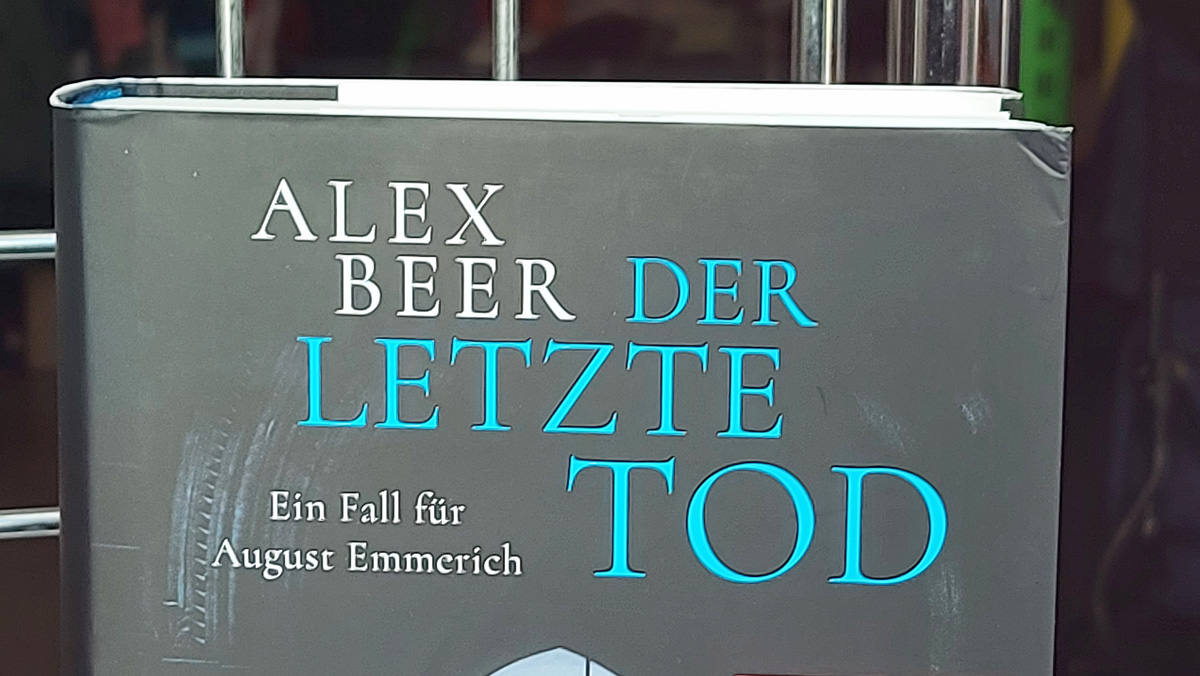 ALEX
BEER DER
LETZTE
TOD
Ein Fall für
August Emmerich